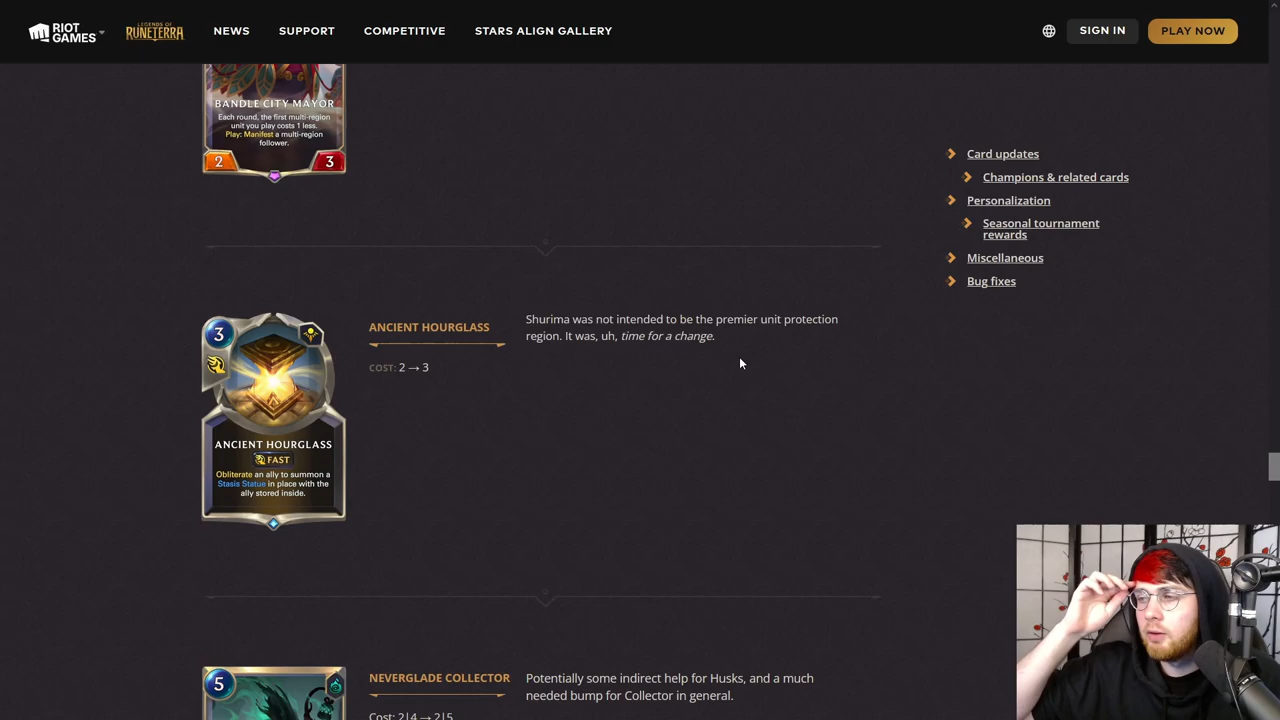 RIOT
GAMES
LEGENDS OF
RUNETERRA
NEWS
SUPPORT
COMPETITIVE
STARS ALIGN GALLERY
SIGN IN
PLAY NOW
BANDLE CITY MAYOR
Each round, the first multi-region
unit you play costs 1 less.
Play: Manifest a multi-region
follower.
2
3
Card updates
Champions & related cards
Personalization
Seasonal tournament
rewards
Miscellaneous
Bug fixes
3
ANCIENT HOURGLASS
FAST
Obliterate an ally to summon a
Stasis Statue in place with the
ally stored inside.
ANCIENT HOURGLASS
COST: 2 → 3
Shurima was not intended to be the premier unit protection
region. It was, uh, time for a change.
5
NEVERGLADE COLLECTOR
Cost: 2|4 → 2|5
Potentially some indirect help for Husks, and a much
needed bump for Collector in general.